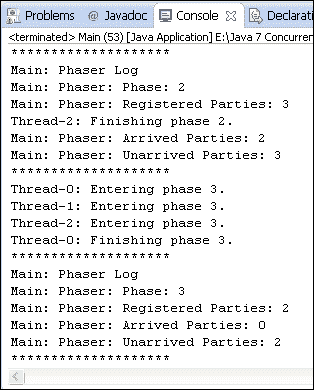 Problems @ Javadoc Console Declarati
<terminated> Main (53) [Java Application] E:\Java 7 Concurren
********************
Main: Phaser Log
Main: Phaser: Phase: 2
Main: Phaser: Registered Parties: 3
Thread-2: Finishing phase 2.
Main: Phaser: Arrived Parties: 2
Main: Phaser: Unarrived Parties: 3
********************
Thread-0: Entering phase 3.
Thread-1: Entering phase 3.
Thread-2: Entering phase 3.
Thread-0: Finishing phase 3.
********************
Main: Phaser Log
Main: Phaser: Phase: 3
Main: Phaser: Registered Parties: 2
Main: Phaser: Arrived Parties: 0
Main: Phaser: Unarrived Parties: 2
********************